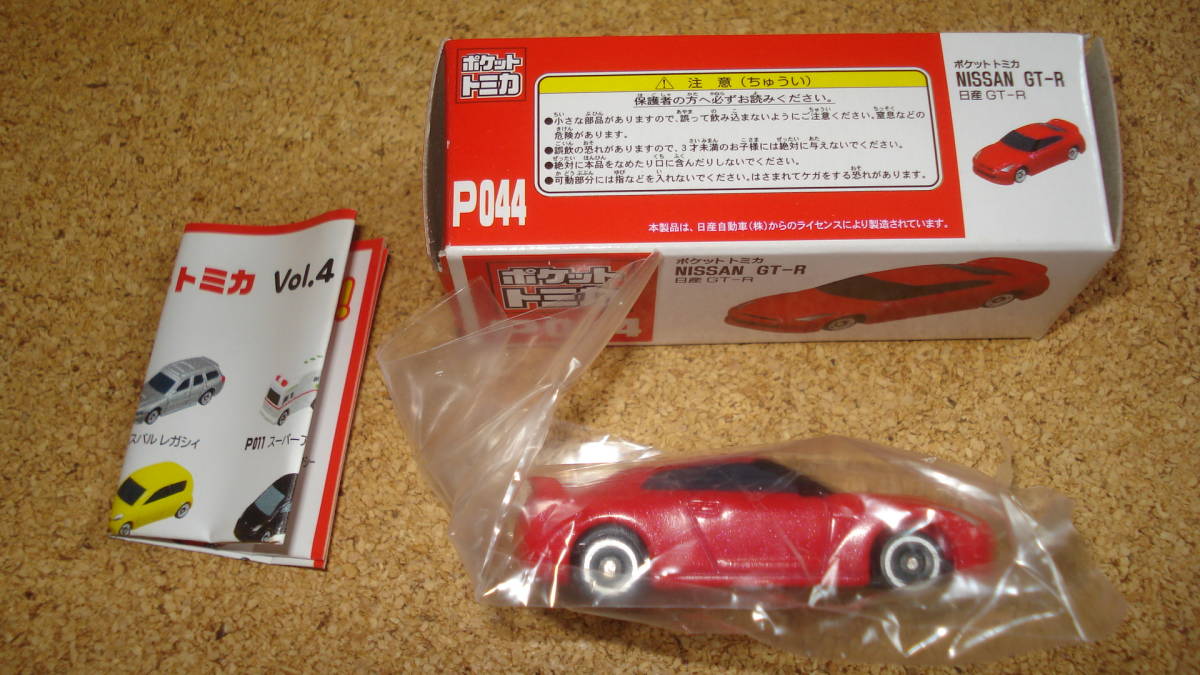 ポケット
トミカ
⚠ 注意（ちゅうい）
保護者の方へ必ずお読みください。
●小さな部品がありますので、誤って飲み込まないようにご注意ください。窒息などの
危険があります。
●誤飲の恐れがありますので、3才未満のお子様には絶対に与えないでください。
●絶対に本品をなめたり口に含んだりしないでください。
●可動部分には指などを入れないでください。はさまれてケガをする恐れがあります。
P044
本製品は、日産自動車(株)からのライセンスにより製造されています。
ポケットトミカ
NISSAN GT-R
日産 GT-R
ポケット
トミカ
ポケットトミカ
NISSAN GT-R
日産 GT-R
トミカ Vol.4
スバル レガシィ
P011 スーパー